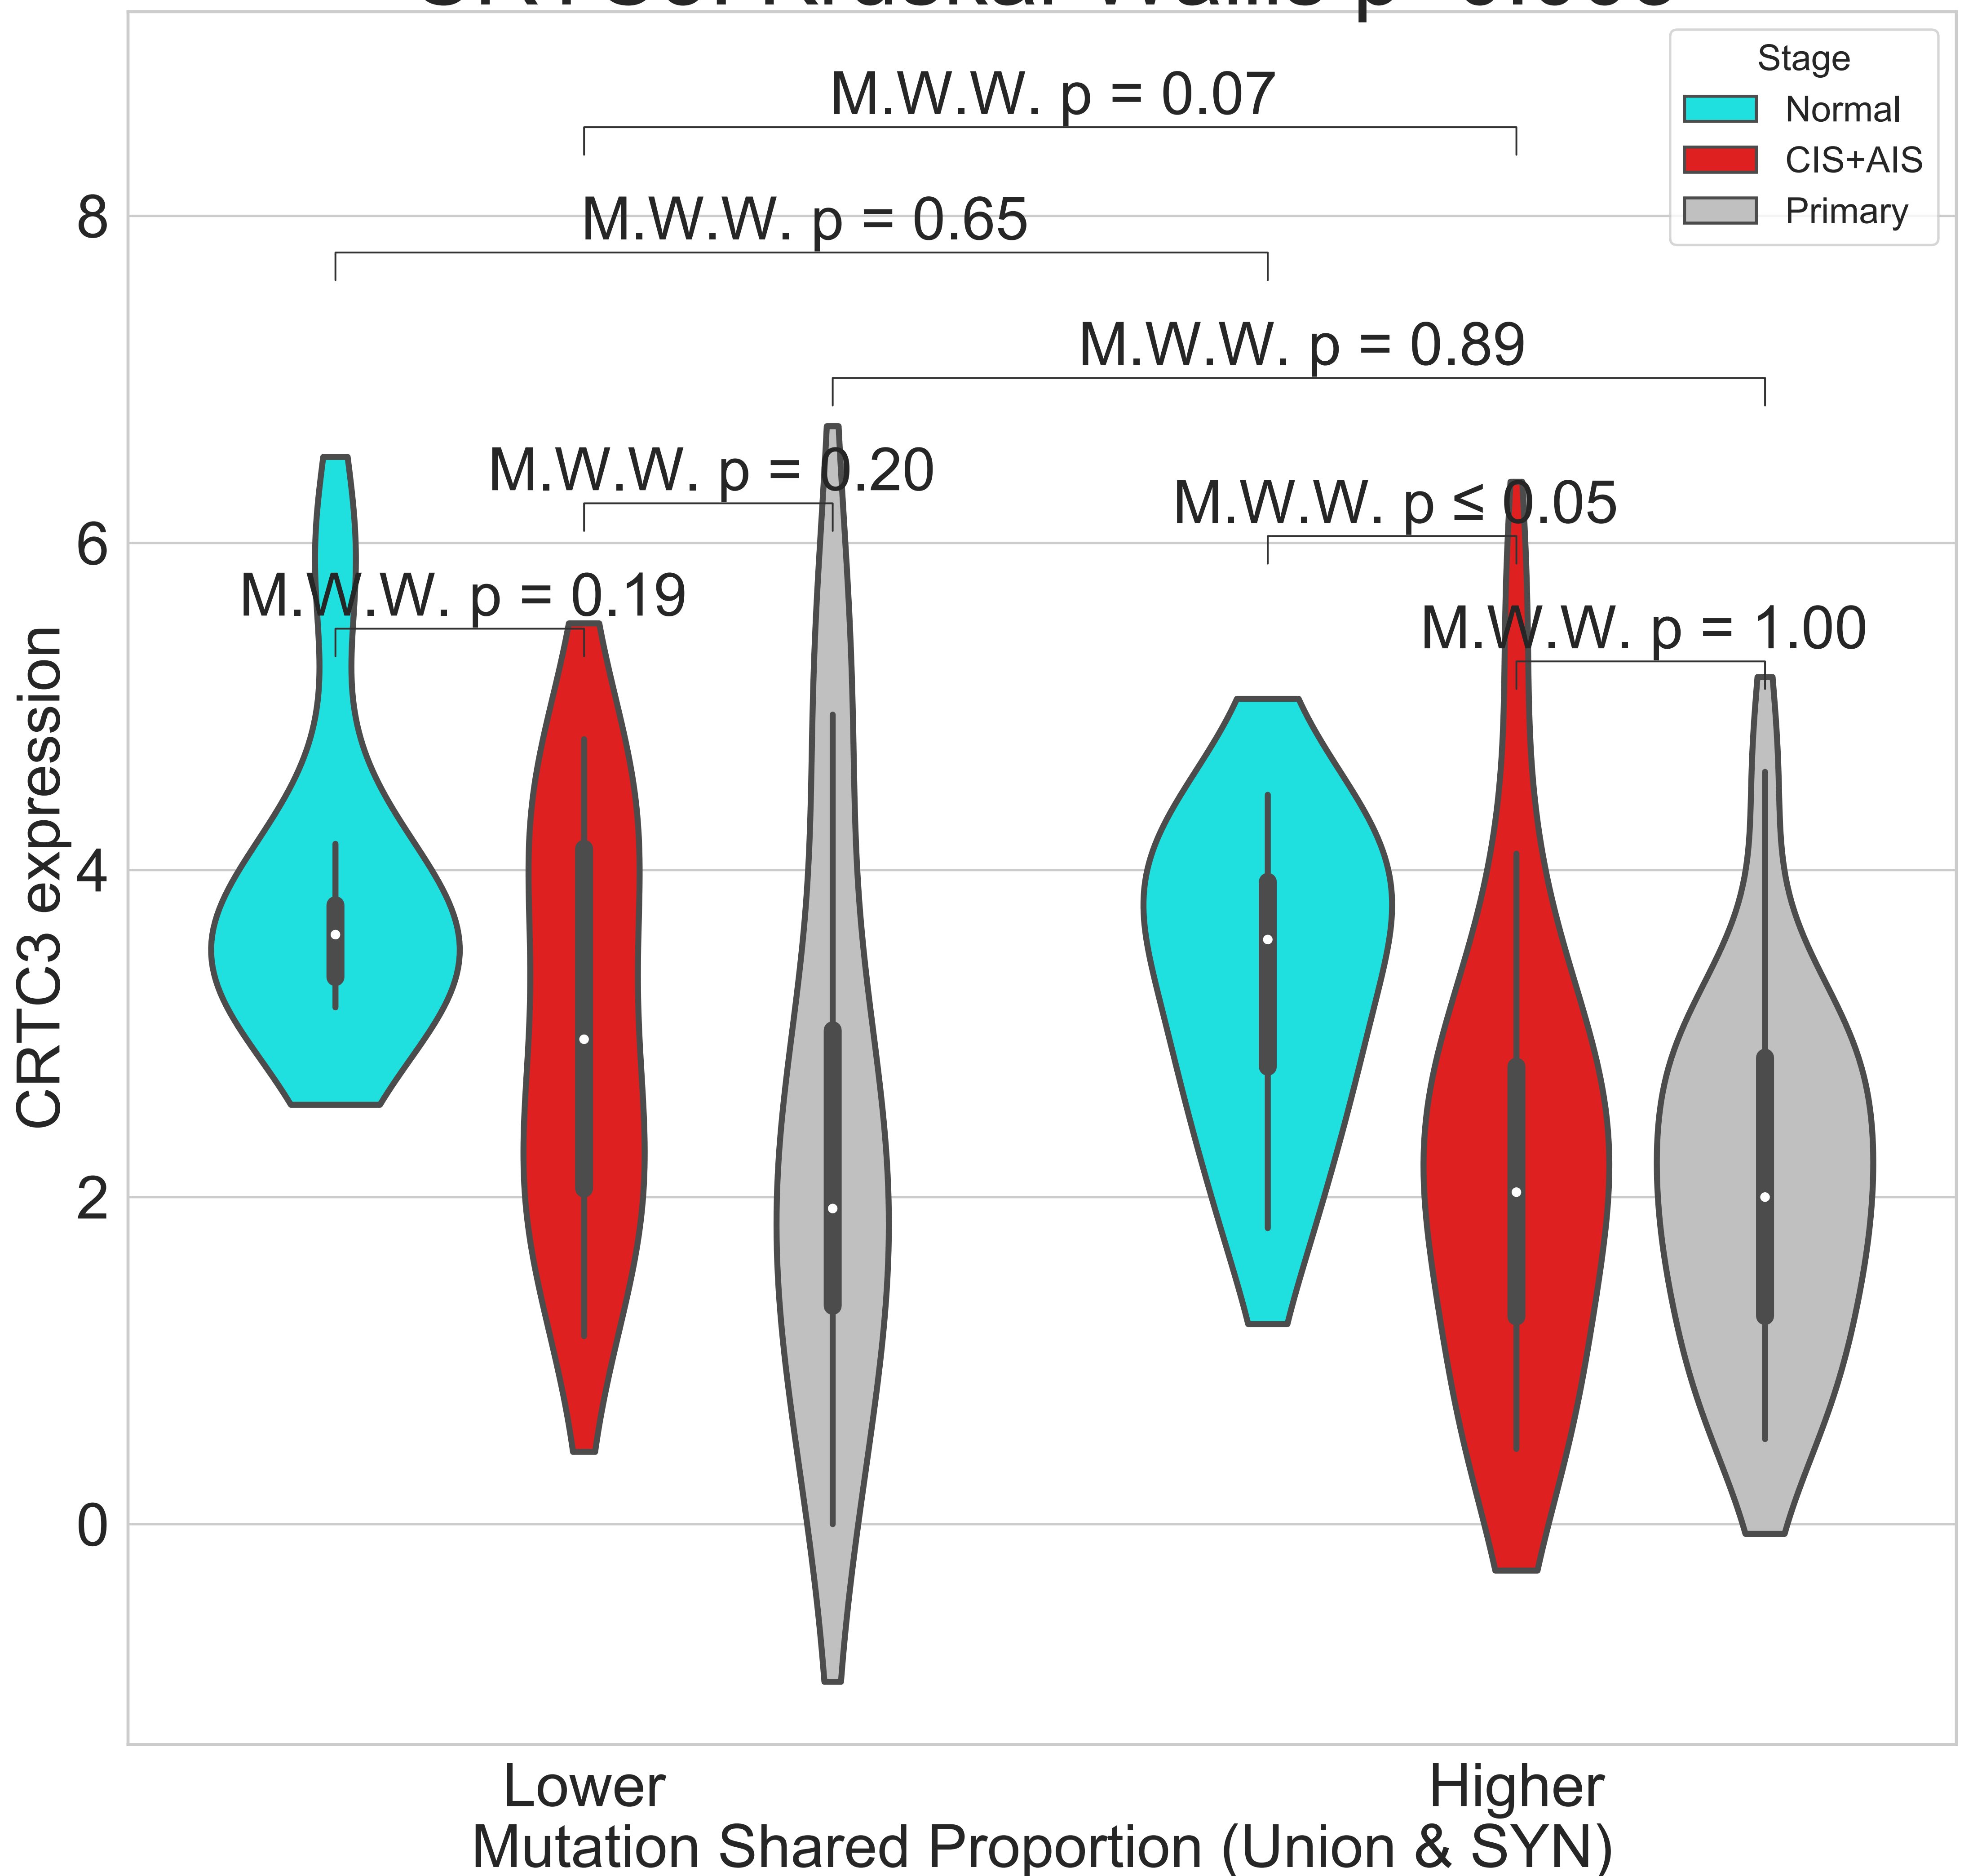 Stage
Normal
CIS+AIS
Primary
M.W.W. p = 0.07
M.W.W. p = 0.65
M.W.W. p = 0.89
M.W.W. p = 0.20
M.W.W. p ≤ 0.05
M.W.W. p = 0.19
M.W.W. p = 1.00
8
6
4
2
0
CRTC3 expression
Lower
Higher
Mutation Shared Proportion (Union & SYN)